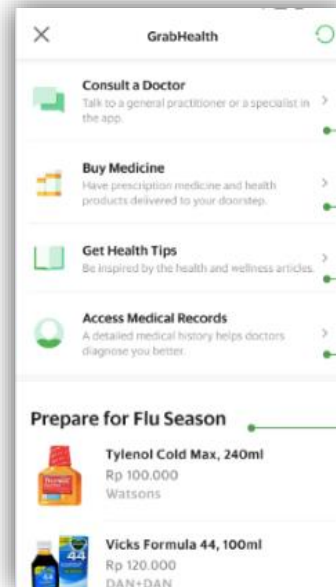 GrabHealth
Consult a Doctor
Talk to a general practitioner or a specialist in
the app.
Buy Medicine
Have prescription medicine and health
products delivered to your doorstep.
Get Health Tips
Be inspired by the health and wellness articles.
Access Medical Records
A detailed medical history helps doctors
diagnose you better.
Prepare for Flu Season
Tylenol Cold Max, 240ml
Rp 100.000
Watsons
44
Vicks Formula 44, 100ml
Rp 120.000
DAN+DAN